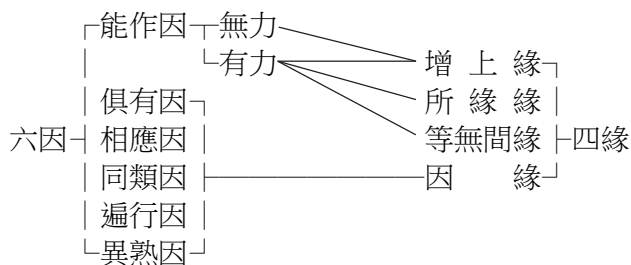 能作因 無力
有力 增上緣
俱有因 所緣緣
六因 相應因 等無間緣 四緣
同類因 因緣
遍行因
異熟因